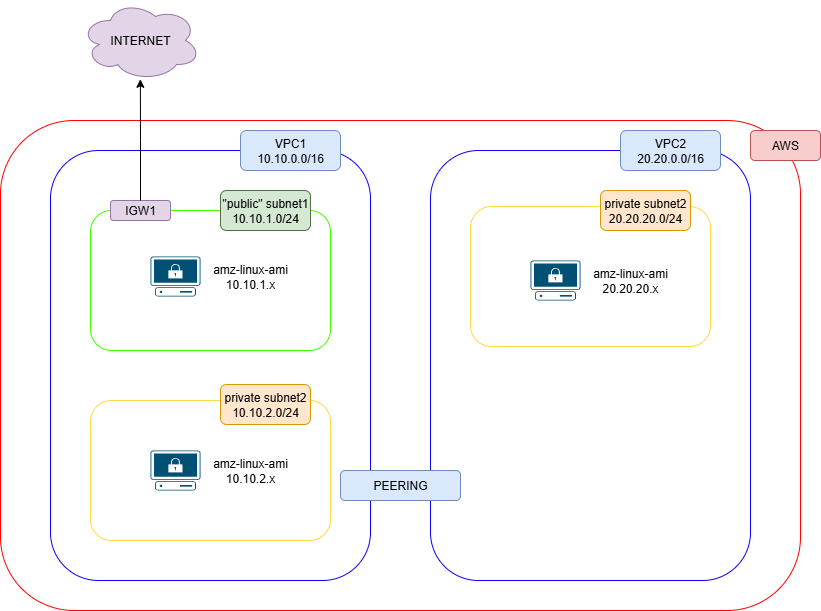 INTERNET
VPC1
10.10.0.0/16
VPC2
20.20.0.0/16
AWS
IGW1
"public" subnet1
10.10.1.0/24
private subnet2
20.20.20.0/24
amz-linux-ami
10.10.1.x
amz-linux-ami
20.20.20.x
private subnet2
10.10.2.0/24
amz-linux-ami
10.10.2.x
PEERING